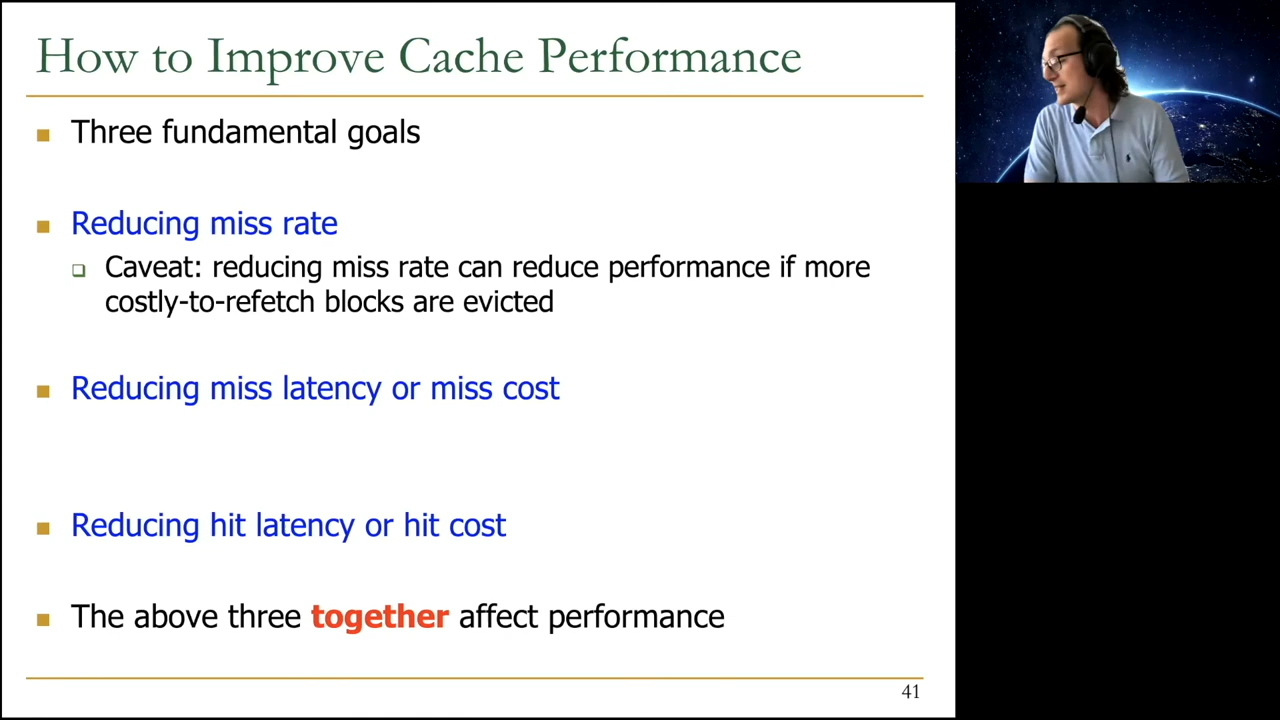 How to Improve Cache Performance
Three fundamental goals
Reducing miss rate
Caveat: reducing miss rate can reduce performance if more
costly-to-refetch blocks are evicted
Reducing miss latency or miss cost
Reducing hit latency or hit cost
The above three together affect performance
41